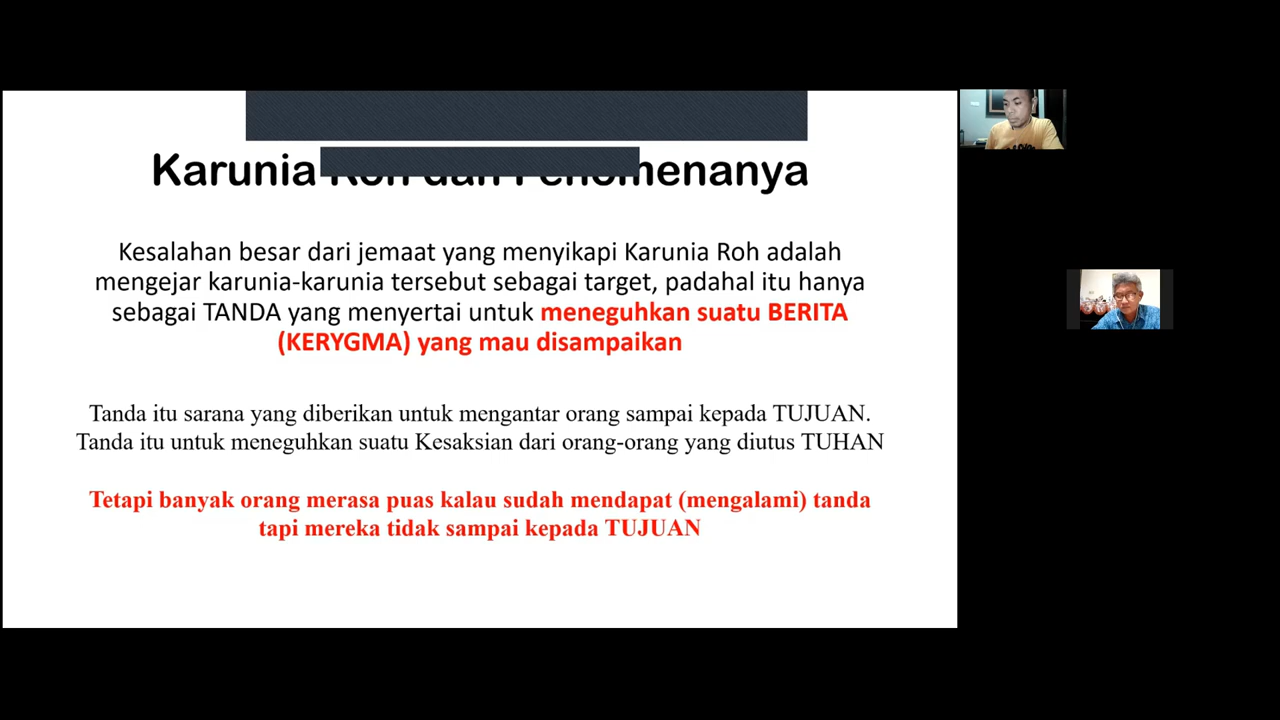 Karunia Roh dan Fenomenanya
Kesalahan besar dari jemaat yang menyikapi Karunia Roh adalah
mengejar karunia-karunia tersebut sebagai target, padahal itu hanya
sebagai TANDA yang menyertai untuk meneguhkan suatu BERITA
(KERYGMA) yang mau disampaikan
Tanda itu sarana yang diberikan untuk mengantar orang sampai kepada TUJUAN.
Tanda itu untuk meneguhkan suatu Kesaksian dari orang-orang yang diutus TUHAN
Tetapi banyak orang merasa puas kalau sudah mendapat (mengalami) tanda
tapi mereka tidak sampai kepada TUJUAN